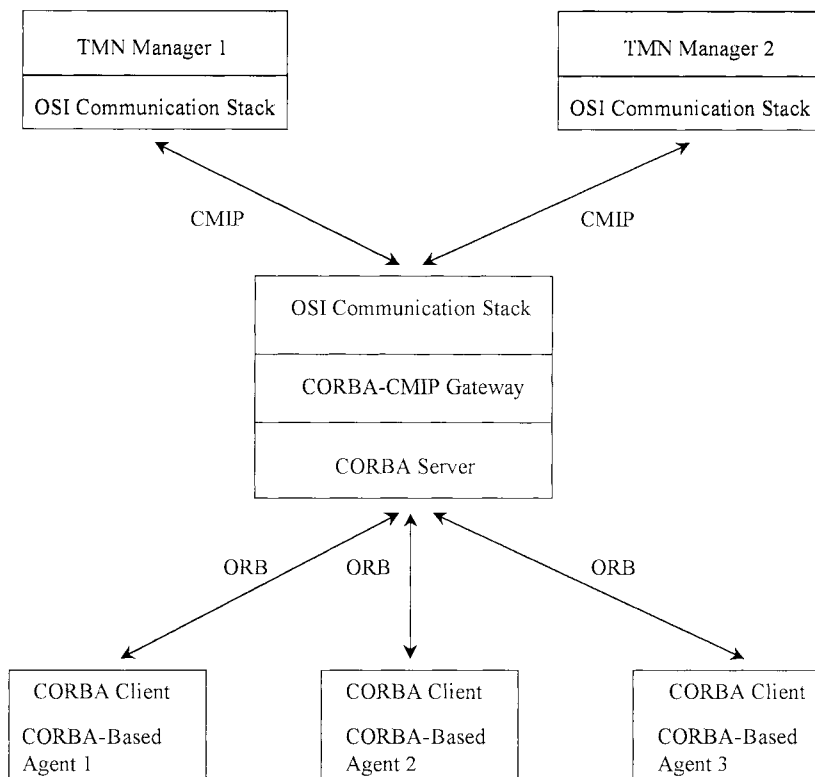 TMN Manager 1
TMN Manager 2
OSI Communication Stack
OSI Communication Stack
CMIP
CMIP
OSI Communication Stack
CORBA-CMIP Gateway
CORBA Server
ORB
ORB
ORB
CORBA Client
CORBA-Based
Agent 1
CORBA Client
CORBA-Based
Agent 2
CORBA Client
CORBA-Based
Agent 3